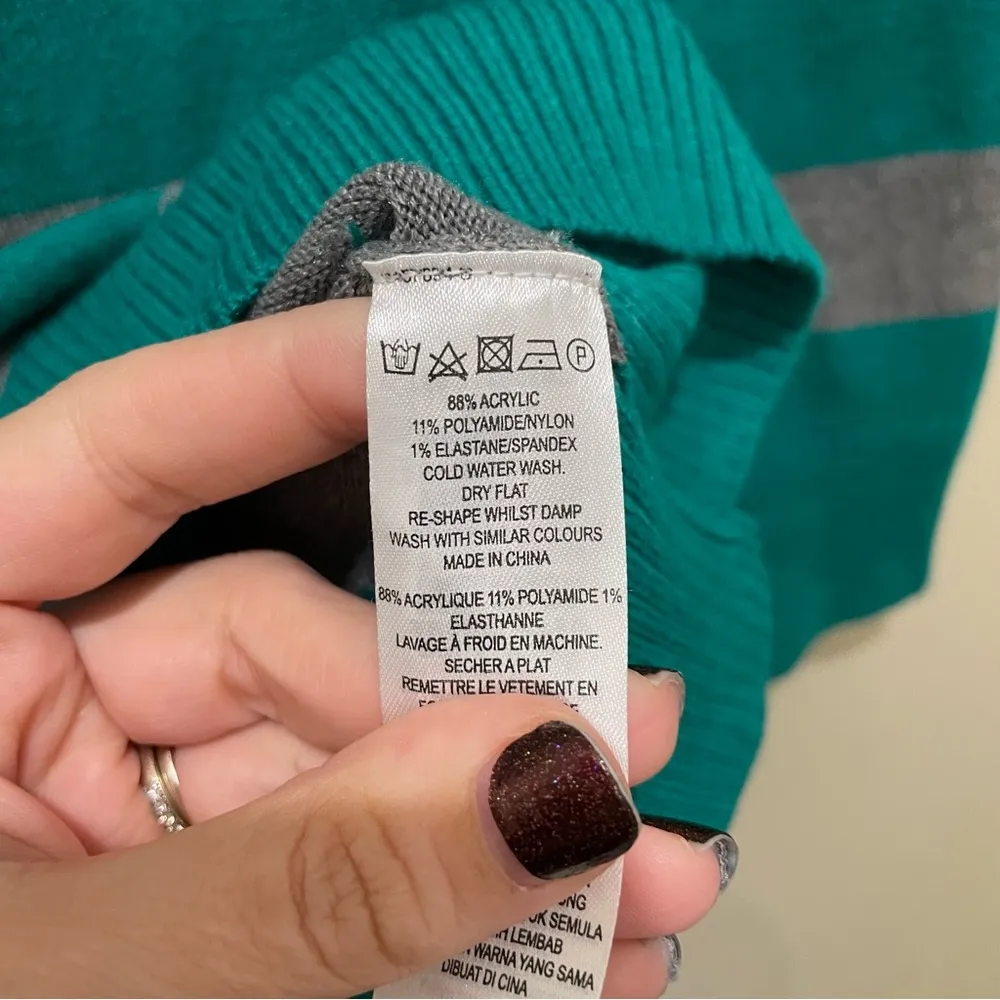 P
88% ACRYLIC
11% POLYAMIDE/NYLON
1% ELASTANE/SPANDEX
COLD WATER WASH.
DRY FLAT
RE-SHAPE WHILST DAMP
WASH WITH SIMILAR COLOURS
MADE IN CHINA
88% ACRYLIQUE 11% POLYAMIDE 1%
ELASTHANNE
LAVAGE À FROID EN MACHINE.
SECHER A PLAT
REMETTRE LE VETEMENT EN
SEMULA
LEMBAB
WARNA YANG SAMA
DIBUAT DI CINA